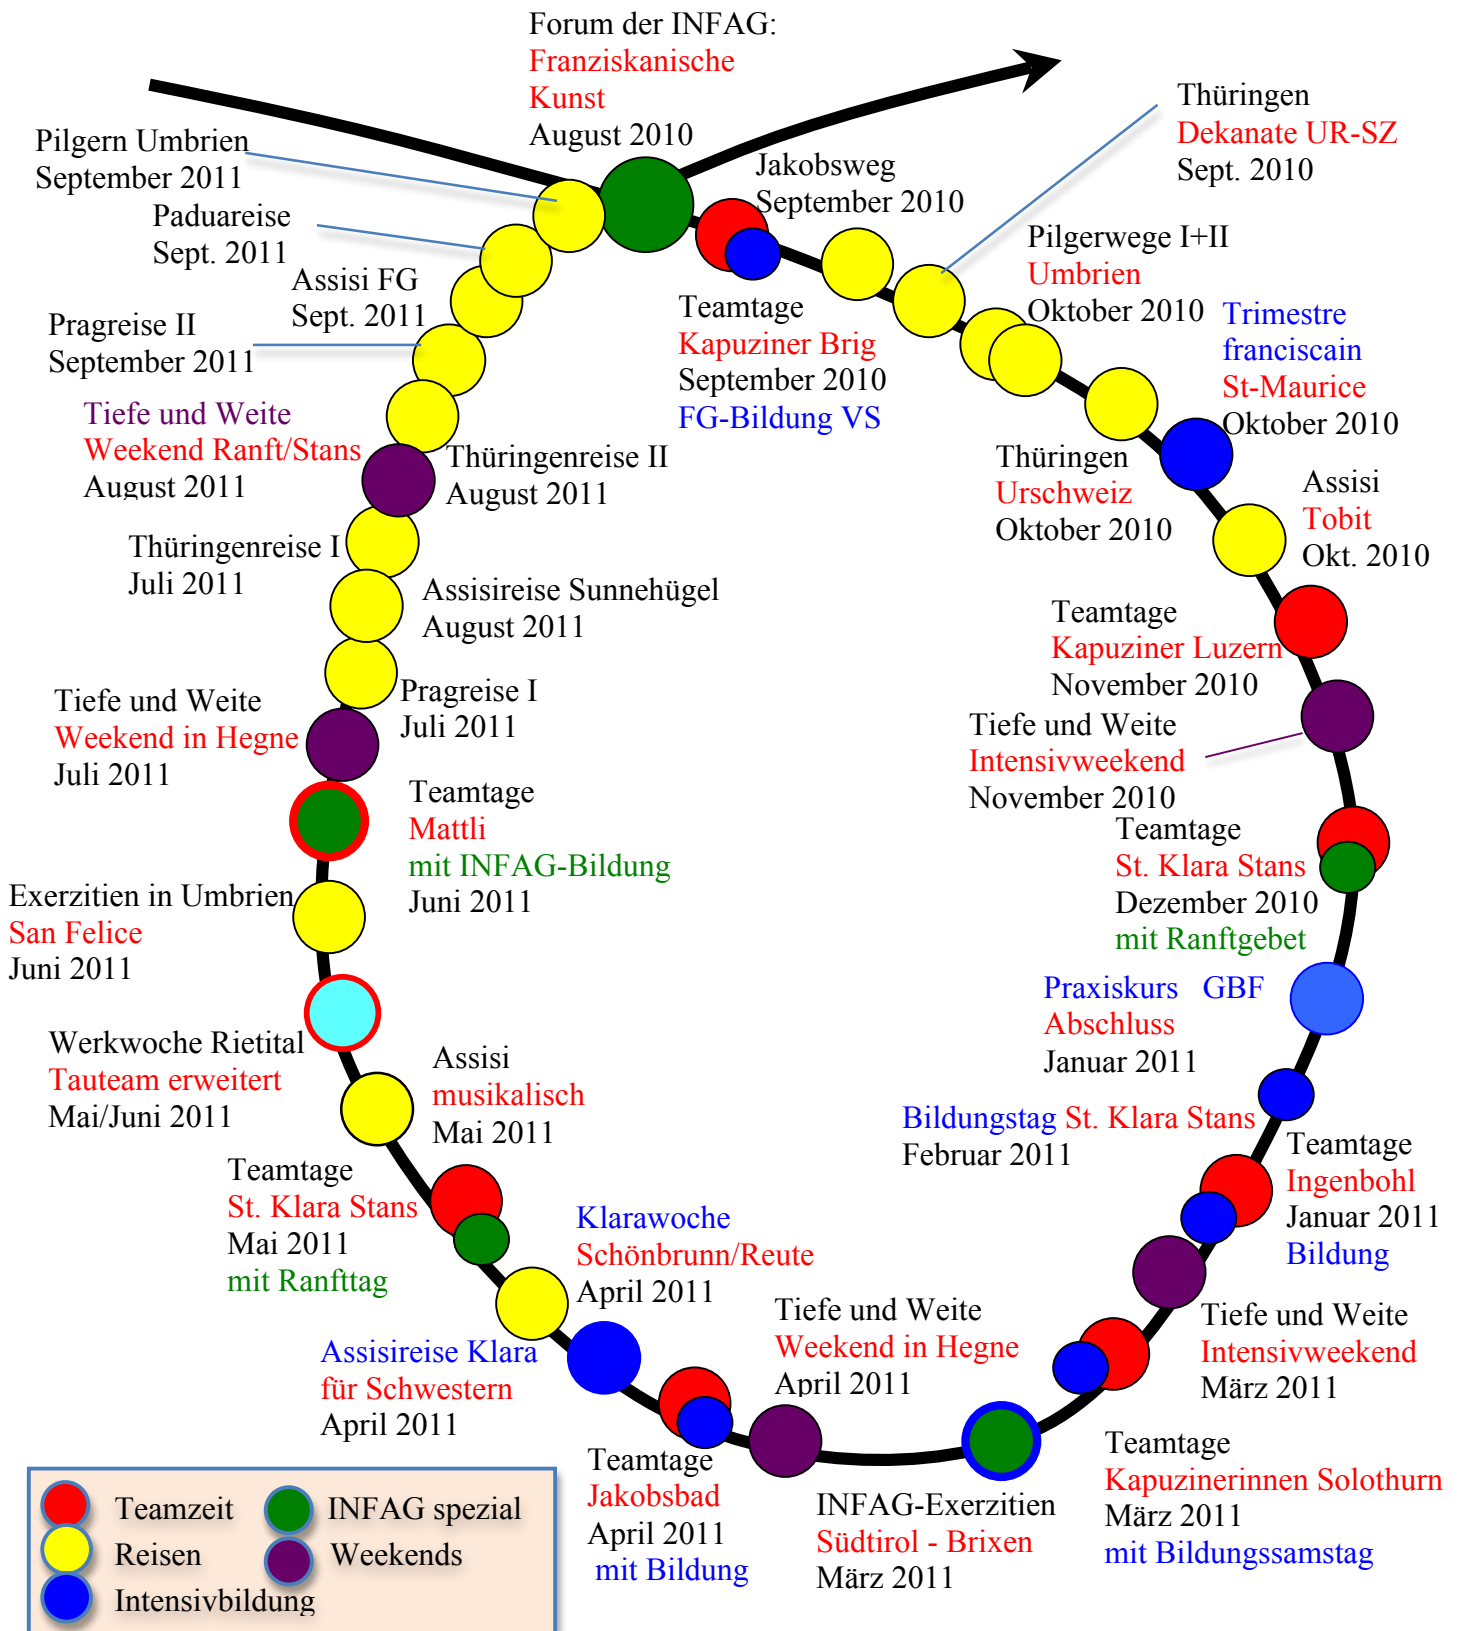 Forum der INFAG:
Franziskanische
Kunst
August 2010
Jakobsweg
September 2010
Thüringen
Dekanate UR-SZ
Sept. 2010
Teamtage
Kapuziner Brig
September 2010
FG-Bildung VS
Pilgerwege I+II
Umbrien
Oktober 2010
Trimestre
franciscain
St-Maurice
Oktober 2010
Thüringen
Urschweiz
Oktober 2010
Assisi
Tobit
Okt. 2010
Teamtage
Kapuziner Luzern
November 2010
Tiefe und Weite
Intensivweekend
November 2010
Teamtage
St. Klara Stans
Dezember 2010
mit Ranftgebet
Praxiskurs GBF
Abschluss
Januar 2011
Bildungstag St. Klara Stans
Februar 2011
Teamtage
Ingenbohl
Januar 2011
Bildung
Tiefe und Weite
Intensivweekend
März 2011
Teamtage
Kapuzinerinnen Solothurn
März 2011
mit Bildungssamstag
INFAG-Exerzitien
Südtirol - Brixen
März 2011
Tiefe und Weite
Weekend in Hegne
April 2011
Teamtage
Jakobsbad
April 2011
mit Bildung
Klarawoche
Schönbrunn/Reute
April 2011
Assisireise Klara
für Schwestern
April 2011
Teamtage
St. Klara Stans
Mai 2011
mit Ranfttag
Assisi
musikalisch
Mai 2011
Werkwoche Rietital
Tauteam erweitert
Mai/Juni 2011
Exerzitien in Umbrien
San Felice
Juni 2011
Teamtage
Mattli
mit INFAG-Bildung
Juni 2011
Tiefe und Weite
Weekend in Hegne
Juli 2011
Pragreise I
Juli 2011
Assisireise Sunnehügel
August 2011
Thüringenreise I
Juli 2011
Tiefe und Weite
Weekend Ranft/Stans
August 2011
Thüringenreise II
August 2011
Pragreise II
September 2011
Assisi FG
Sept. 2011
Paduareise
Sept. 2011
Pilgern Umbrien
September 2011
Teamzeit
INFAG spezial
Reisen
Weekends
Intensivbildung